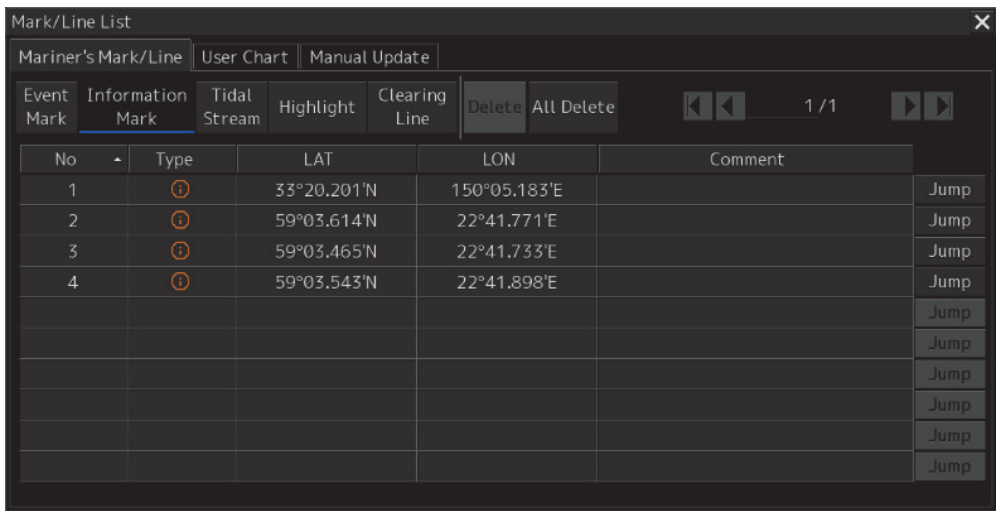 Mark/Line List
Mariner's Mark/Line User Chart Manual Update
Event Mark Information Mark Tidal Stream Highlight Clearing Line Delete All Delete 1 /1
No Type LAT LON Comment
1 33°20.201'N 150°05.183'E Jump
2 59°03.614'N 22°41.771'E Jump
3 59°03.465'N 22°41.733'E Jump
4 59°03.543'N 22°41.898'E Jump
Jump
Jump
Jump
Jump
Jump
Jump